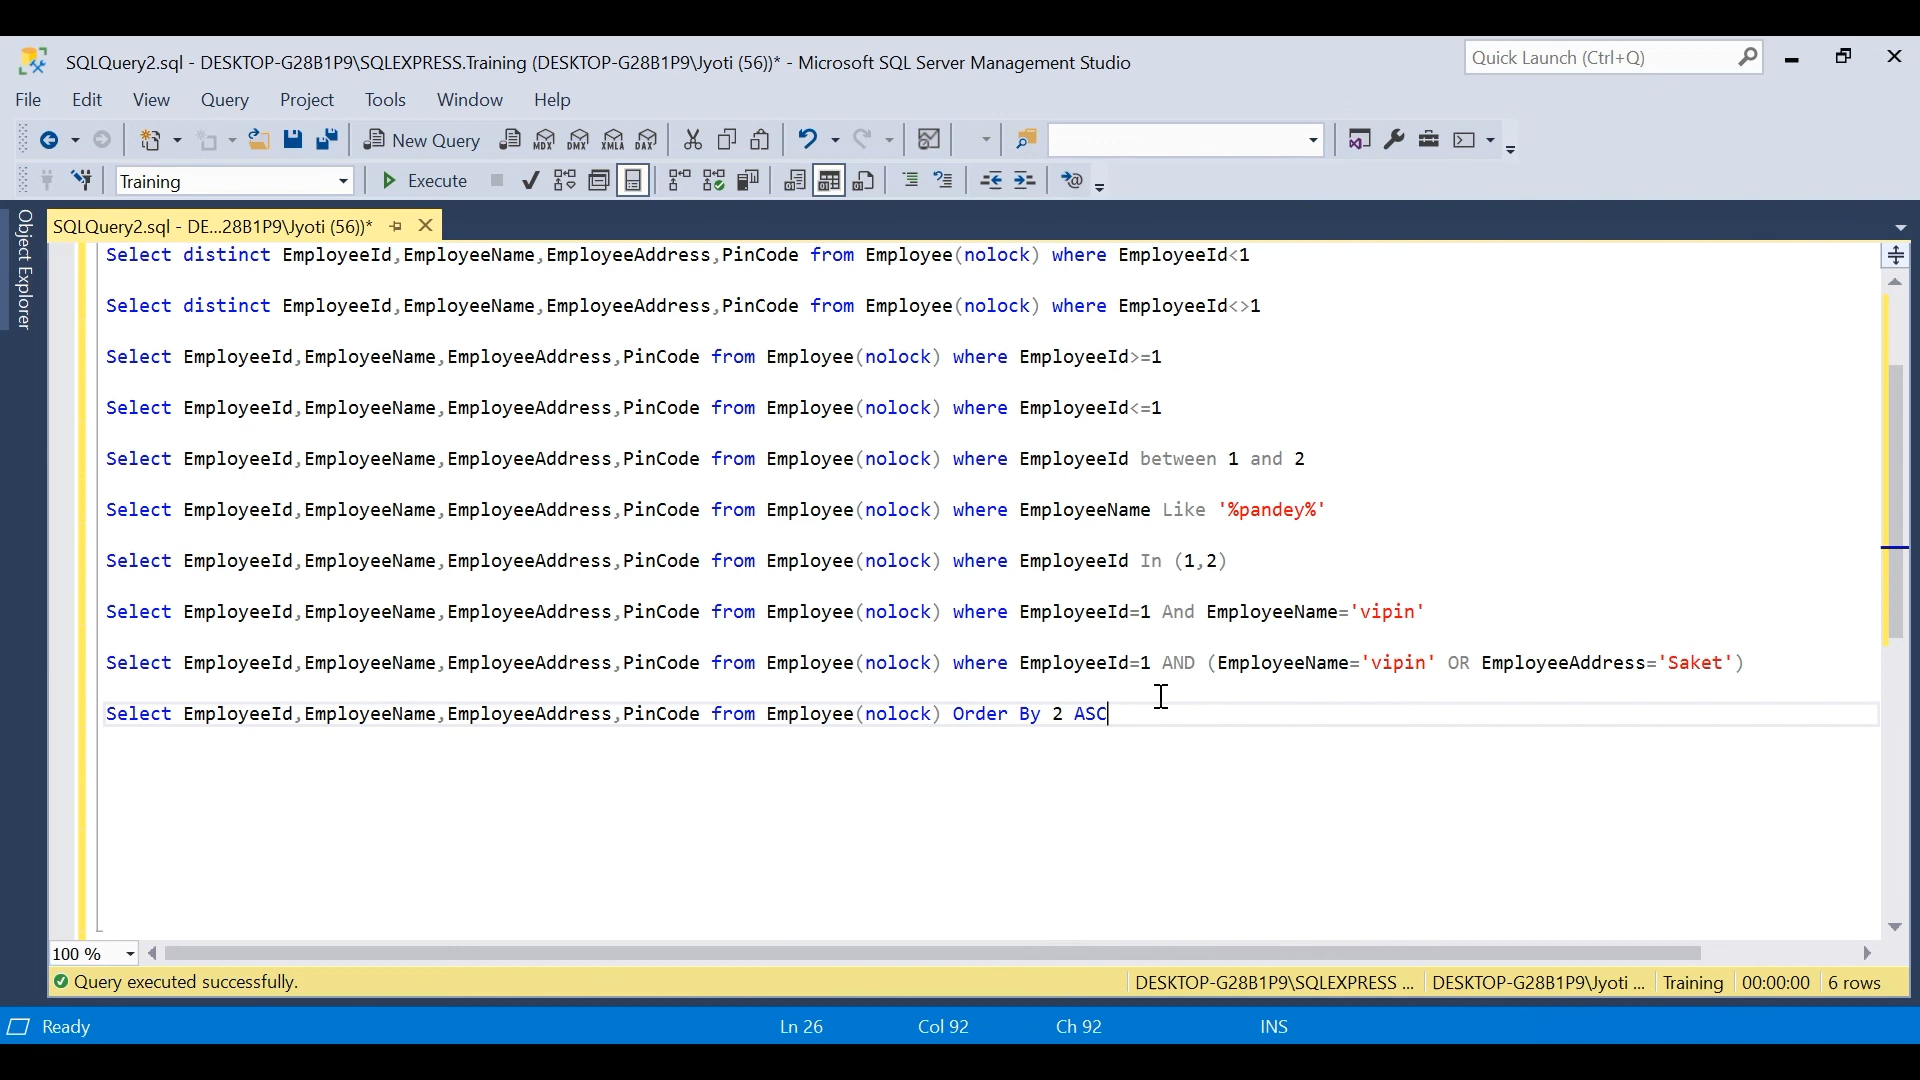 SQLQuery2.sql - DESKTOP-G28B1P9\SQLEXPRESS.Training (DESKTOP-G28B1P9\Jyoti (56))* - Microsoft SQL Server Management Studio
Quick Launch (Ctrl+Q)
File Edit View Query Project Tools Window Help
New Query MDX DMX XMLA DAX
Training Execute
Object Explorer
SQLQuery2.sql - DE...28B1P9\Jyoti (56))*
Select distinct EmployeeId,EmployeeName,EmployeeAddress,PinCode from Employee(nolock) where EmployeeId<1
Select distinct EmployeeId,EmployeeName,EmployeeAddress,PinCode from Employee(nolock) where EmployeeId<>1
Select EmployeeId,EmployeeName,EmployeeAddress,PinCode from Employee(nolock) where EmployeeId>=1
Select EmployeeId,EmployeeName,EmployeeAddress,PinCode from Employee(nolock) where EmployeeId<=1
Select EmployeeId,EmployeeName,EmployeeAddress,PinCode from Employee(nolock) where EmployeeId between 1 and 2
Select EmployeeId,EmployeeName,EmployeeAddress,PinCode from Employee(nolock) where EmployeeName Like '%pandey%'
Select EmployeeId,EmployeeName,EmployeeAddress,PinCode from Employee(nolock) where EmployeeId In (1,2)
Select EmployeeId,EmployeeName,EmployeeAddress,PinCode from Employee(nolock) where EmployeeId=1 And EmployeeName='vipin'
Select EmployeeId,EmployeeName,EmployeeAddress,PinCode from Employee(nolock) where EmployeeId=1 AND (EmployeeName='vipin' OR EmployeeAddress='Saket')
Select EmployeeId,EmployeeName,EmployeeAddress,PinCode from Employee(nolock) Order By 2 ASC
100 %
Query executed successfully. DESKTOP-G28B1P9\SQLEXPRESS ... DESKTOP-G28B1P9\Jyoti ... Training 00:00:00 6 rows
Ready Ln 26 Col 92 Ch 92 INS